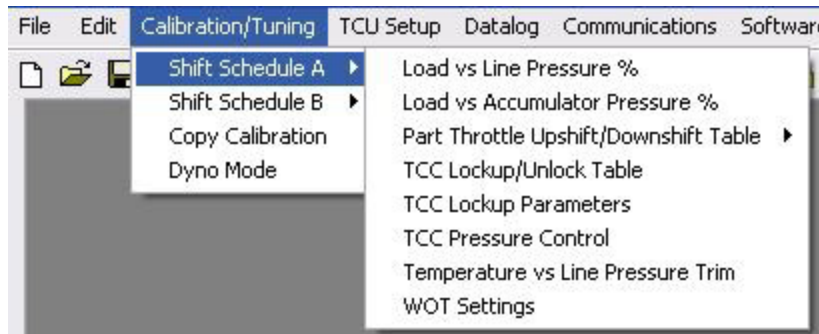 File Edit Calibration/Tuning TCU Setup Datalog Communications
Shift Schedule A
Shift Schedule B
Copy Calibration
Dyno Mode
Load vs Line Pressure %
Load vs Accumulator Pressure %
Part Throttle Upshift/Downshift Table
TCC Lockup/Unlock Table
TCC Lockup Parameters
TCC Pressure Control
Temperature vs Line Pressure Trim
WOT Settings